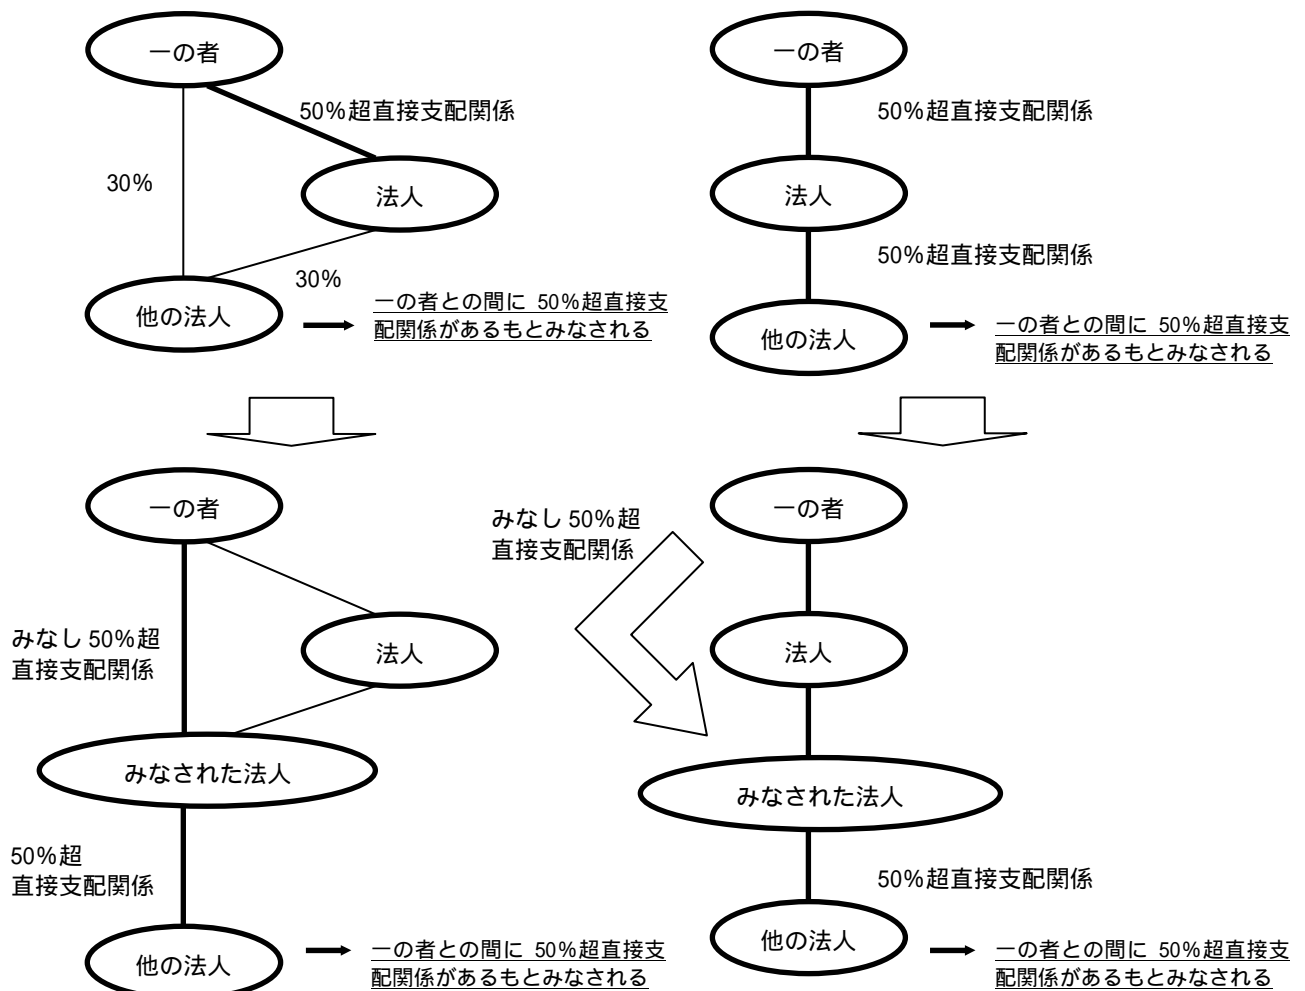 一の者
50%超直接支配関係
30%
法人
30%
他の法人
一の者との間に 50%超直接支
配関係があるもとみなされる
一の者
50%超直接支配関係
法人
50%超直接支配関係
他の法人
一の者との間に 50%超直接支
配関係があるもとみなされる
一の者
みなし 50%超
直接支配関係
法人
みなされた法人
50%超
直接支配関係
他の法人
一の者との間に 50%超直接支
配関係があるもとみなされる
みなし 50%超
直接支配関係
一の者
法人
みなされた法人
50%超直接支配関係
他の法人
一の者との間に 50%超直接支
配関係があるもとみなされる